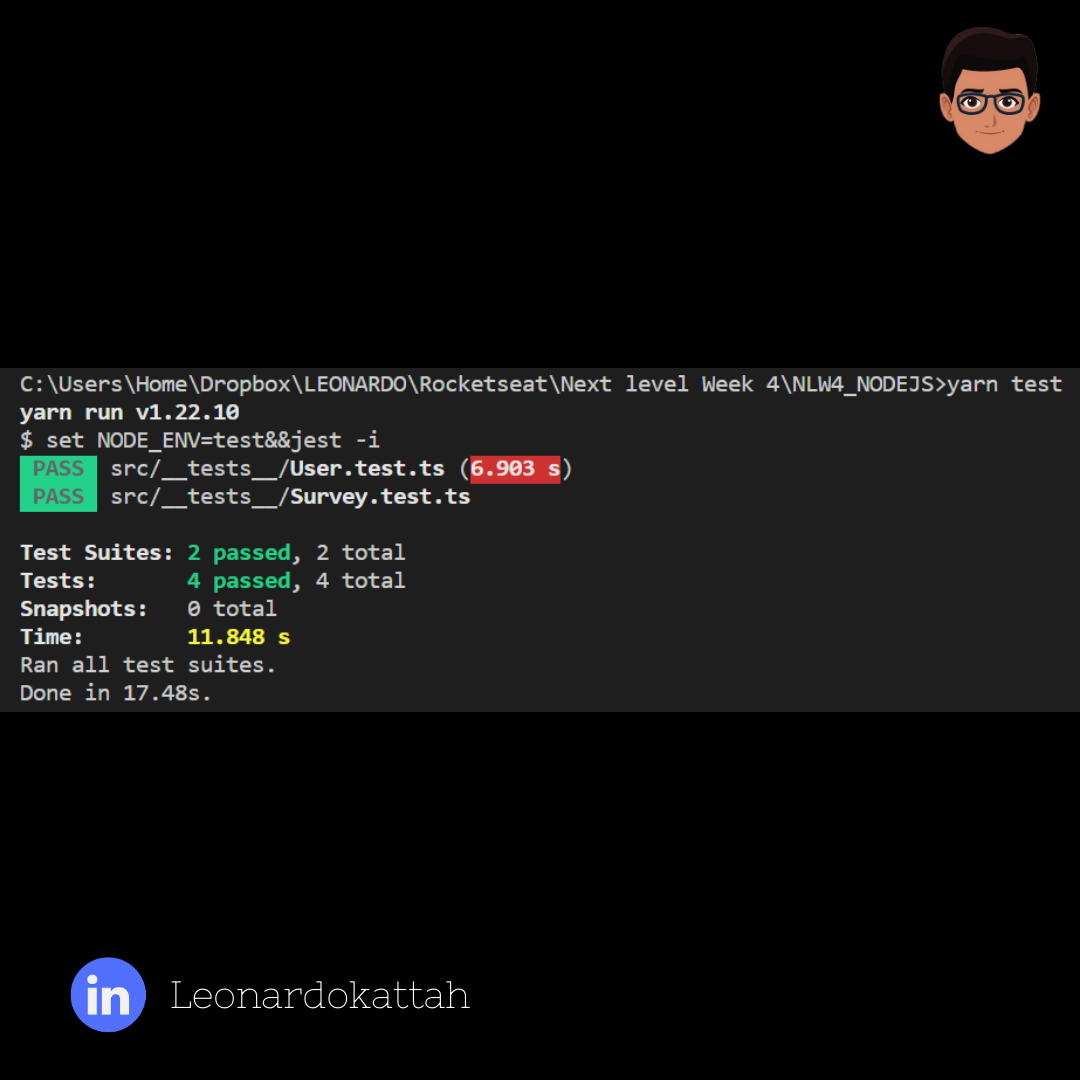 C:\Users\Home\Dropbox\LEONARDO\Rocketseat\Next level Week 4\NLW4_NODEJS>yarn test
yarn run v1.22.10
$ set NODE_ENV=test&&jest -i
PASS src/__tests__/User.test.ts (6.903 s)
PASS src/__tests__/Survey.test.ts
Test Suites: 2 passed, 2 total
Tests: 4 passed, 4 total
Snapshots: 0 total
Time: 11.848 s
Ran all test suites.
Done in 17.48s.
in Leonardokattah